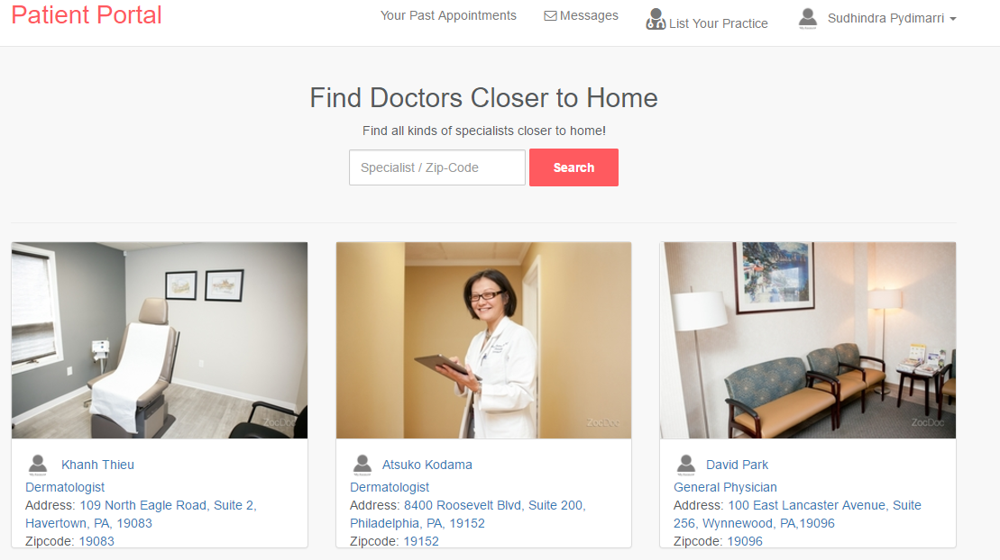 Patient Portal
Your Past Appointments
Messages
List Your Practice
Sudhindra Pydimarri
Find Doctors Closer to Home
Find all kinds of specialists closer to home!
Specialist / Zip-Code
Search
ZocDoc
ZocDoc
ZocDoc
Khanh Thieu
Dermatologist
Address: 109 North Eagle Road, Suite 2,
Havertown, PA, 19083
Zipcode: 19083
Atsuko Kodama
Dermatologist
Address: 8400 Roosevelt Blvd, Suite 200,
Philadelphia, PA, 19152
Zipcode: 19152
David Park
General Physician
Address: 100 East Lancaster Avenue, Suite
256, Wynnewood, PA,19096
Zipcode: 19096